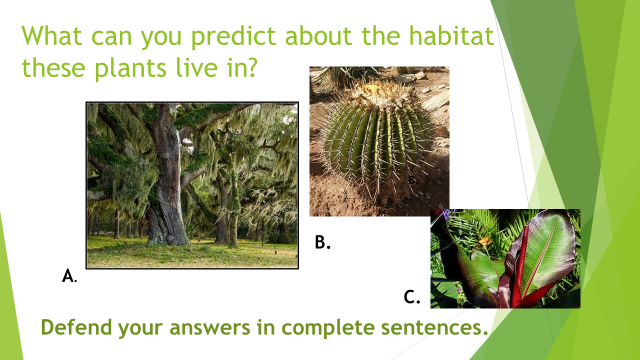 What can you predict about the habitat
these plants live in?
B.
B.
A.
C.
Defend your answers in complete sentences.